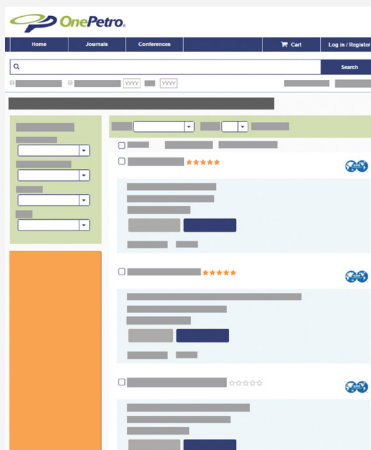 OnePetro.
Home Journals Conferences Cart Log in / Register
Search
YYYY YYYY